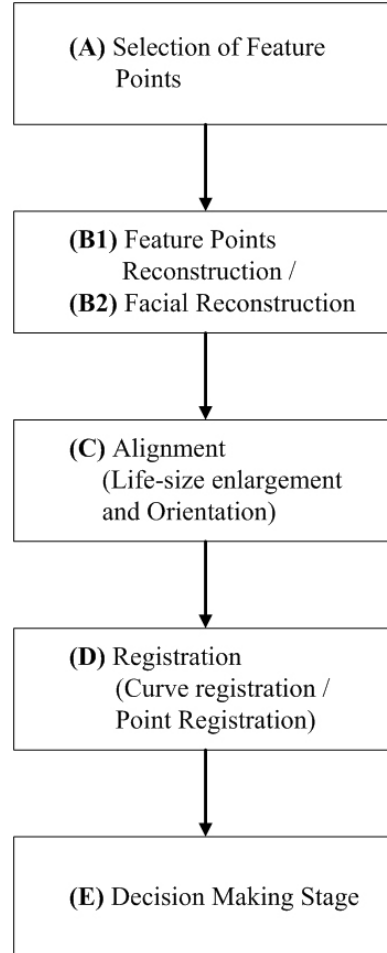 (A) Selection of Feature
Points
(B1) Feature Points
Reconstruction /
(B2) Facial Reconstruction
(C) Alignment
(Life-size enlargement
and Orientation)
(D) Registration
(Curve registration /
Point Registration)
(E) Decision Making Stage